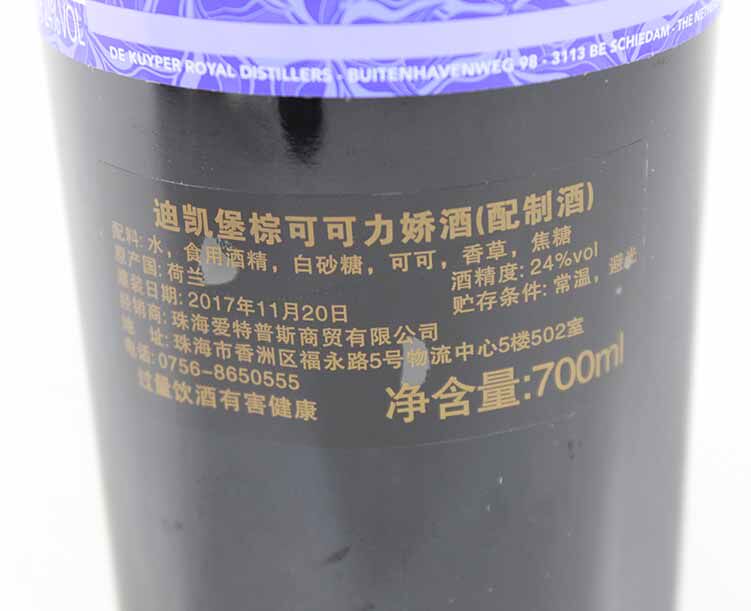 VOL
DE KUYPER ROYAL DISTILLERS - BUITENHAVENWEG 98 - 3113 BE SCHIEDAM - THE
迪凯堡棕可可力娇酒(配制酒)
配料: 水, 食用酒精, 白砂糖, 可可, 香草, 焦糖
原产国: 荷兰 酒精度: 24%vol
灌装日期: 2017年11月20日 贮存条件: 常温, 避光
经销商: 珠海爱特普斯商贸有限公司
地 址: 珠海市香洲区福永路5号物流中心5楼502室
电话: 0756-8650555
过量饮酒有害健康 净含量:700ml